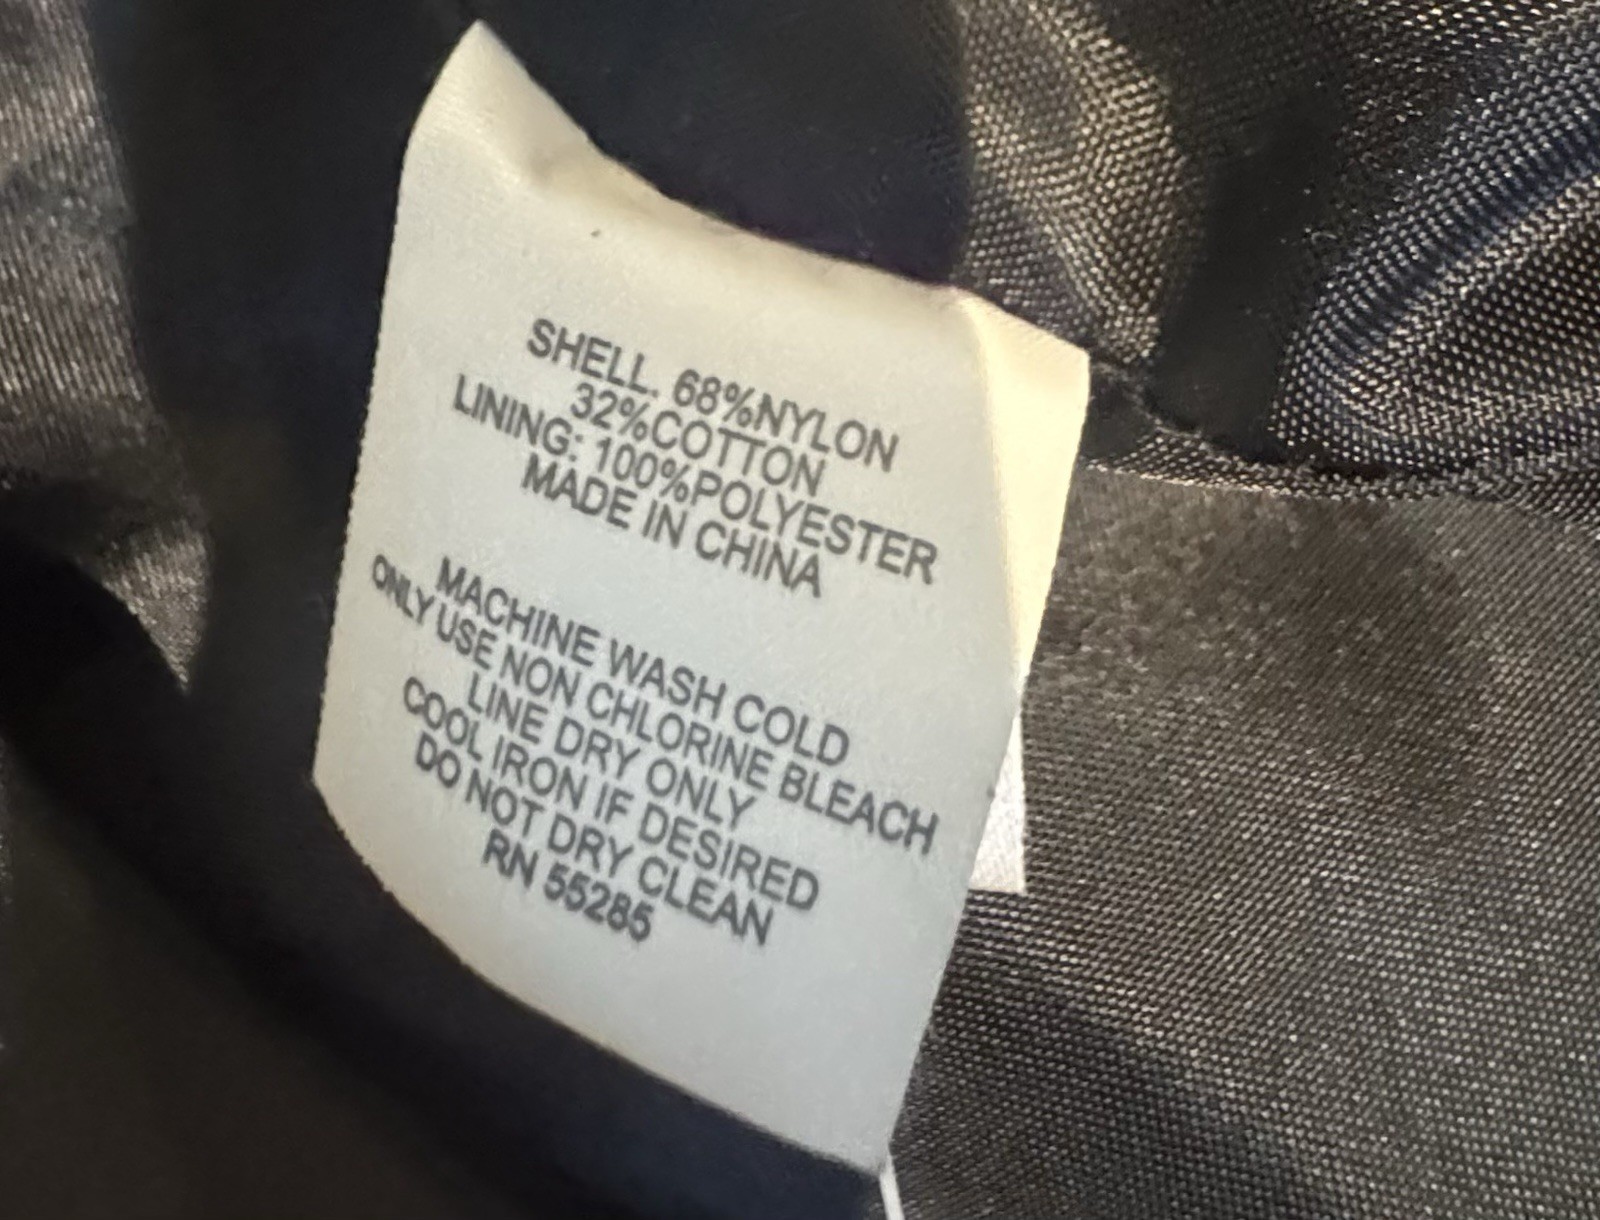 SHELL. 68%NYLON
32%COTTON
LINING: 100%POLYESTER
MADE IN CHINA
MACHINE WASH COLD
ONLY USE NON CHLORINE BLEACH
LINE DRY ONLY
COOL IRON IF DESIRED
DO NOT DRY CLEAN
RN 55285